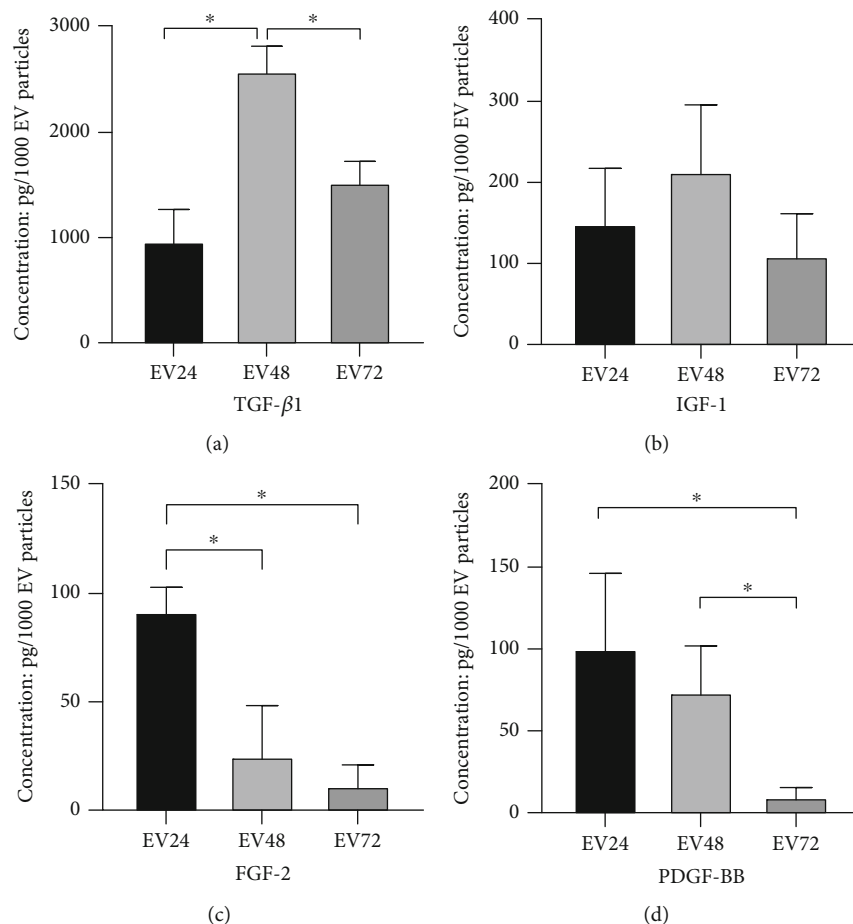 Concentration: pg/1000 EV particles
3000
2000
1000
0
*
*
EV24 EV48 EV72
TGF-β1
(a)
Concentration: pg/1000 EV particles
400
300
200
100
0
EV24 EV48 EV72
IGF-1
(b)
Concentration: pg/1000 EV particles
150
100
50
0
*
*
EV24 EV48 EV72
FGF-2
(c)
Concentration: pg/1000 EV particles
200
150
100
50
0
*
*
EV24 EV48 EV72
PDGF-BB
(d)